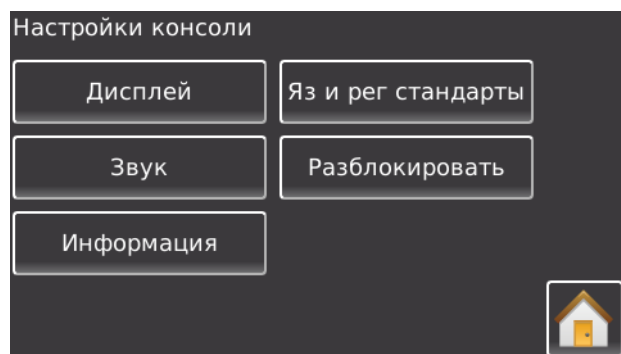 Настройки консоли
Дисплей
Яз и рег стандарты
Звук
Разблокировать
Информация